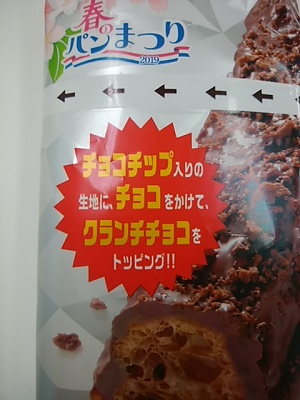 春の
パンまつり
2019
チョコチップ入りの
生地に、チョコをかけて、
クランチチョコを
トッピング!!